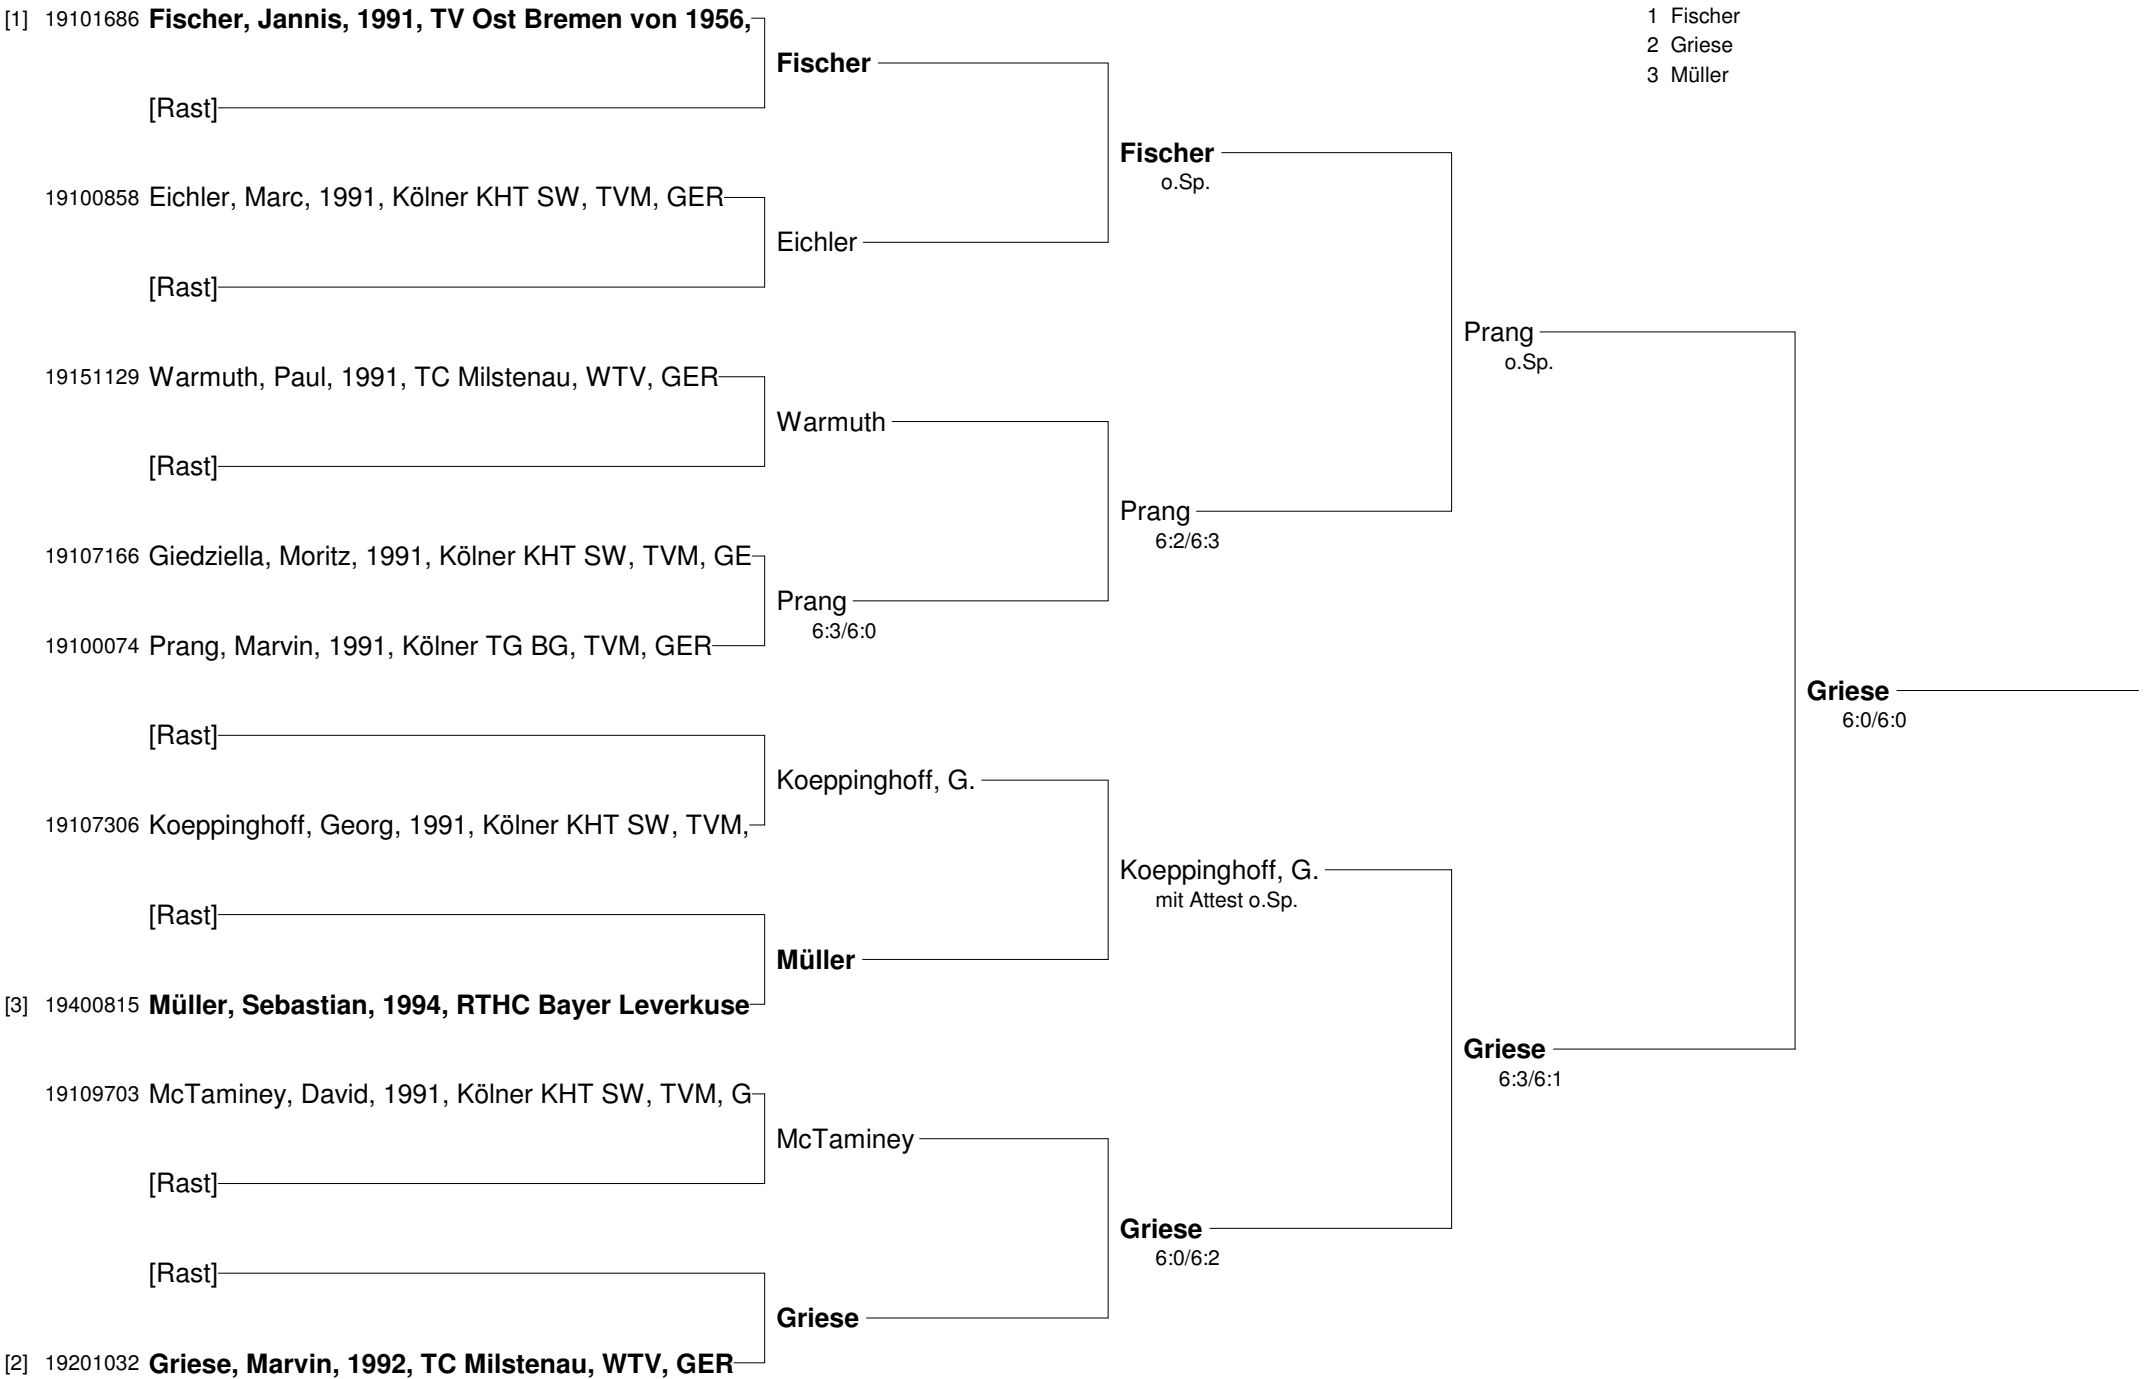 [1] 19101686 Fischer, Jannis, 1991, TV Ost Bremen von 1956,
[Rast]
19100858 Eichler, Marc, 1991, Kölner KHT SW, TVM, GER
[Rast]
19151129 Warmuth, Paul, 1991, TC Milstenau, WTV, GER
[Rast]
19107166 Giedziella, Moritz, 1991, Kölner KHT SW, TVM, GE
19100074 Prang, Marvin, 1991, Kölner TG BG, TVM, GER
[Rast]
19107306 Koeppinghoff, Georg, 1991, Kölner KHT SW, TVM,
[Rast]
[3] 19400815 Müller, Sebastian, 1994, RTHC Bayer Leverkuse
19109703 McTaminey, David, 1991, Kölner KHT SW, TVM, G
[Rast]
[Rast]
[2] 19201032 Griese, Marvin, 1992, TC Milstenau, WTV, GER
Fischer
Eichler
Warmuth
Prang
6:3/6:0
Koeppinghoff, G.
Müller
McTaminey
Griese
Fischer
o.Sp.
Prang
6:2/6:3
Koeppinghoff, G.
mit Attest o.Sp.
Griese
6:0/6:2
Prang
o.Sp.
Griese
6:3/6:1
Griese
6:0/6:0
1 Fischer
2 Griese
3 Müller